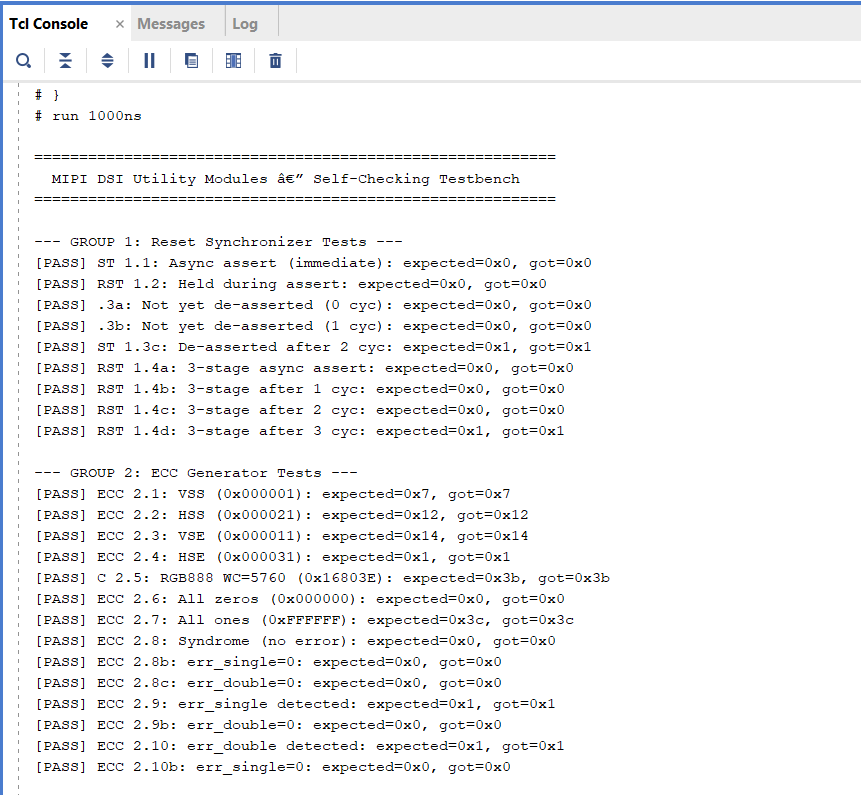 Tcl Console × Messages Log
# }
# run 1000ns
==========================================================
MIPI DSI Utility Modules â€” Self-Checking Testbench
==========================================================
--- GROUP 1: Reset Synchronizer Tests ---
[PASS] ST 1.1: Async assert (immediate): expected=0x0, got=0x0
[PASS] RST 1.2: Held during assert: expected=0x0, got=0x0
[PASS] .3a: Not yet de-asserted (0 cyc): expected=0x0, got=0x0
[PASS] .3b: Not yet de-asserted (1 cyc): expected=0x0, got=0x0
[PASS] ST 1.3c: De-asserted after 2 cyc: expected=0x1, got=0x1
[PASS] RST 1.4a: 3-stage async assert: expected=0x0, got=0x0
[PASS] RST 1.4b: 3-stage after 1 cyc: expected=0x0, got=0x0
[PASS] RST 1.4c: 3-stage after 2 cyc: expected=0x0, got=0x0
[PASS] RST 1.4d: 3-stage after 3 cyc: expected=0x1, got=0x1
--- GROUP 2: ECC Generator Tests ---
[PASS] ECC 2.1: VSS (0x000001): expected=0x7, got=0x7
[PASS] ECC 2.2: HSS (0x000021): expected=0x12, got=0x12
[PASS] ECC 2.3: VSE (0x000011): expected=0x14, got=0x14
[PASS] ECC 2.4: HSE (0x000031): expected=0x1, got=0x1
[PASS] C 2.5: RGB888 WC=5760 (0x16803E): expected=0x3b, got=0x3b
[PASS] ECC 2.6: All zeros (0x000000): expected=0x0, got=0x0
[PASS] ECC 2.7: All ones (0xFFFFFF): expected=0x3c, got=0x3c
[PASS] ECC 2.8: Syndrome (no error): expected=0x0, got=0x0
[PASS] ECC 2.8b: err_single=0: expected=0x0, got=0x0
[PASS] ECC 2.8c: err_double=0: expected=0x0, got=0x0
[PASS] ECC 2.9: err_single detected: expected=0x1, got=0x1
[PASS] ECC 2.9b: err_double=0: expected=0x0, got=0x0
[PASS] ECC 2.10: err_double detected: expected=0x1, got=0x1
[PASS] ECC 2.10b: err_single=0: expected=0x0, got=0x0